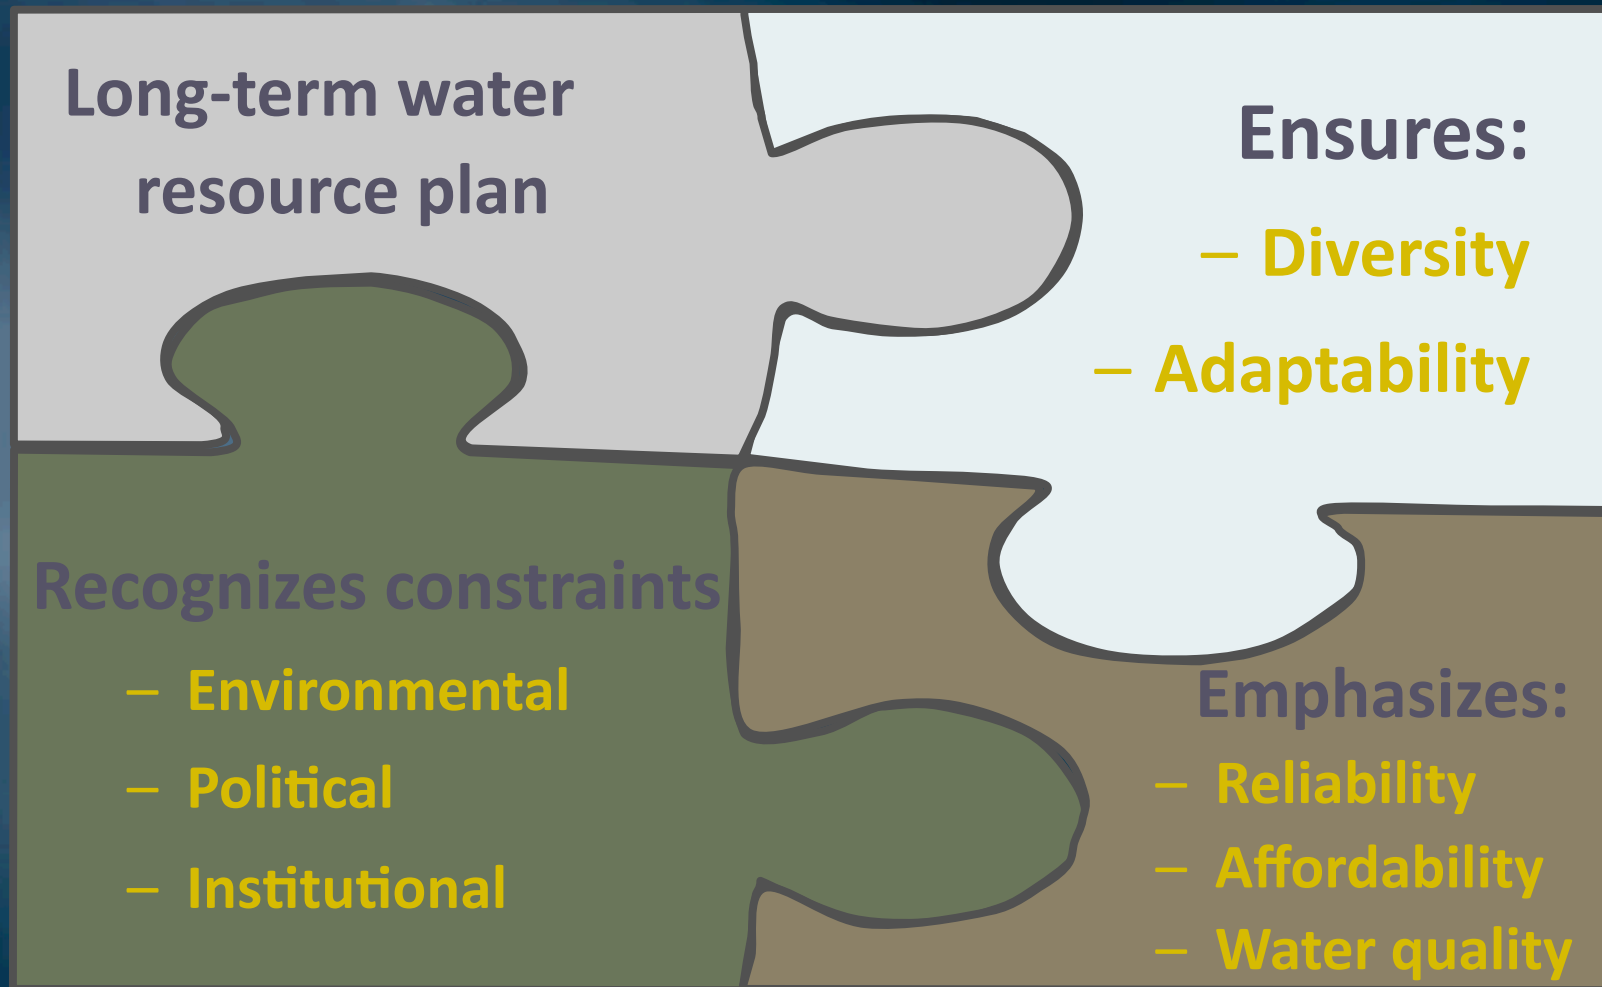 Long-term water
resource plan
Ensures:
– Diversity
– Adaptability
Recognizes constraints
– Environmental
– Political
– Institutional
Emphasizes:
– Reliability
– Affordability
– Water quality